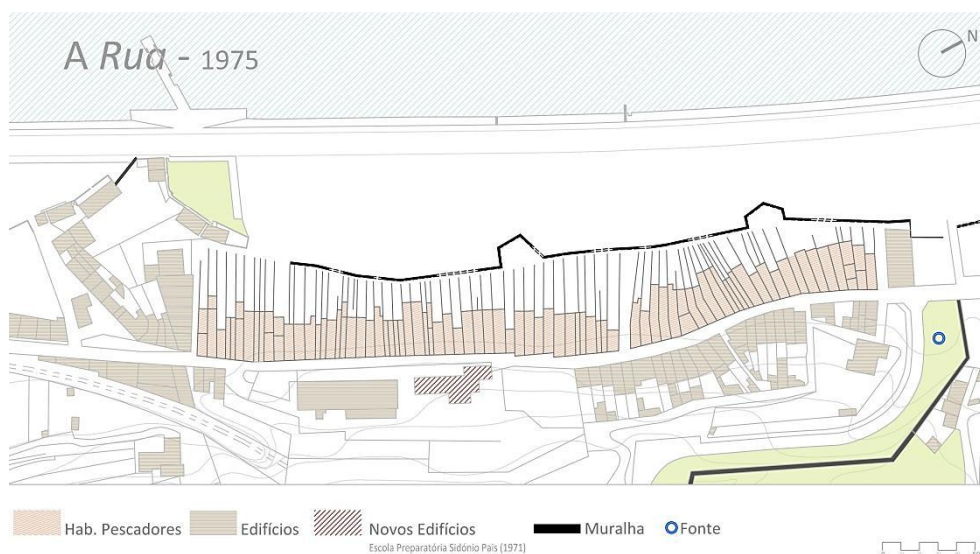 A Rua - 1975
N
Hab. Pescadores
Edifícios
Novos Edifícios
Escola Preparatória Sidónio Pais (1971)
Muralha
Fonte